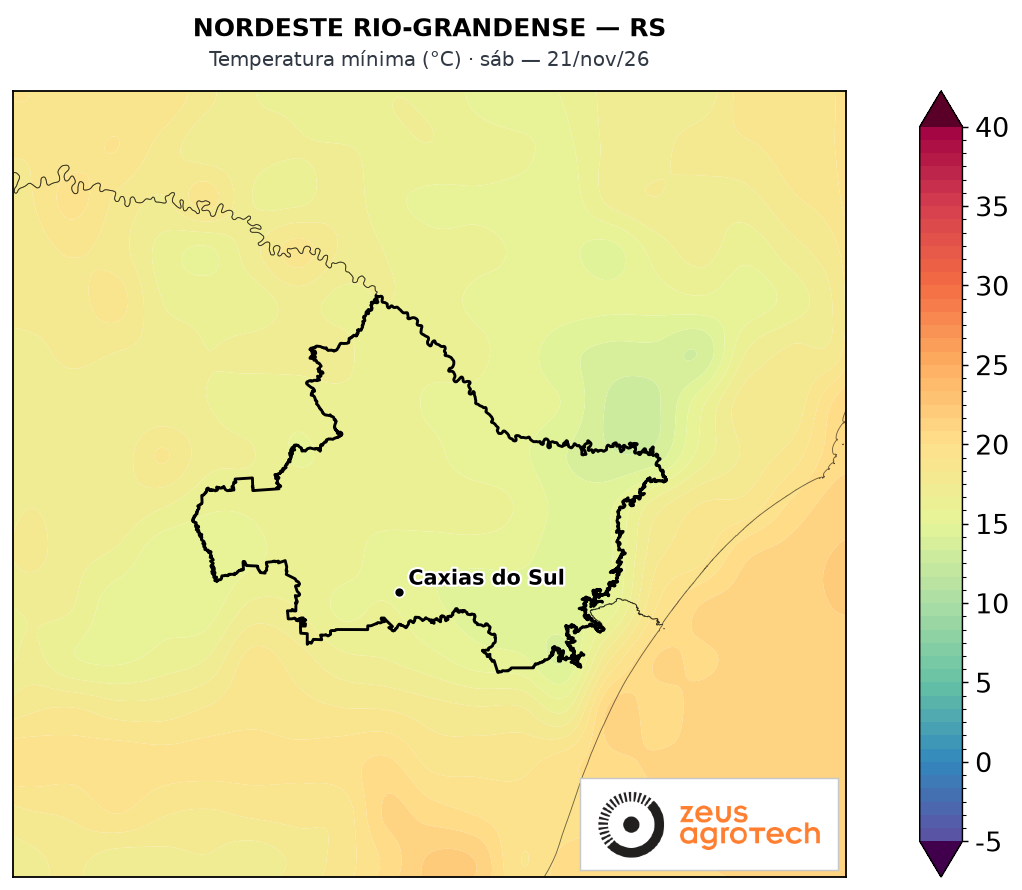 NORDESTE RIO-GRANDENSE — RS
Temperatura mínima (°C) · sáb — 21/nov/26
40
35
30
25
20
15
10
5
0
-5
Caxias do Sul
zeus
agrotech